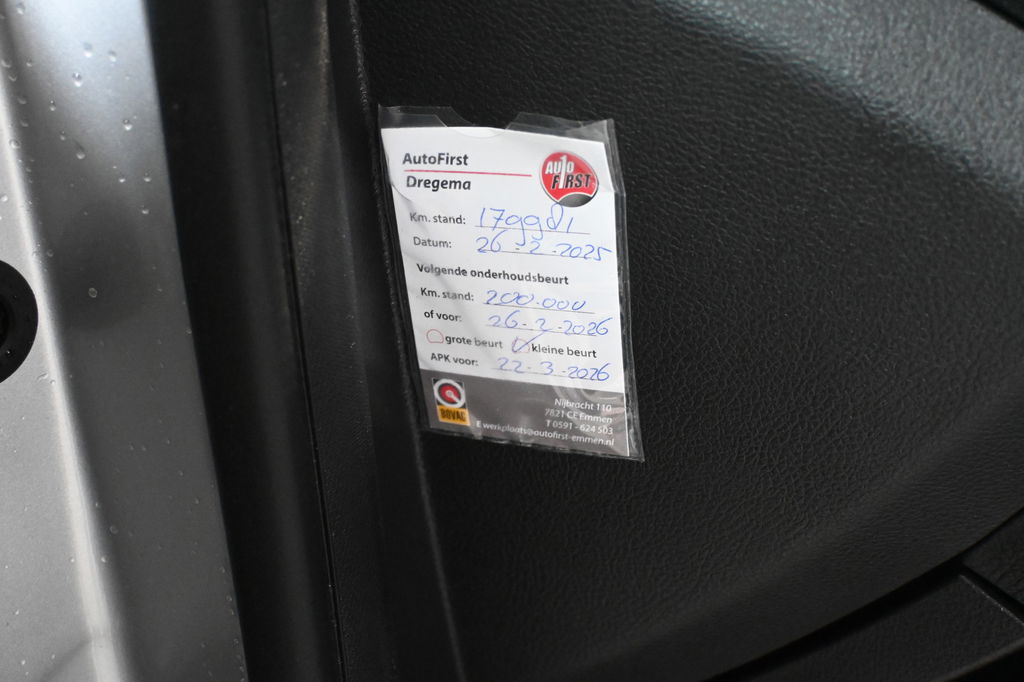 AutoFirst
Dregema
AUTO
1
FIRST
Km. stand: 179981
Datum: 26-2-2025
Volgende onderhoudsbeurt
Km. stand: 200.000
of voor: 26-2-2026
grote beurt kleine beurt
APK voor: 22-3-2026
BOVAG
Nijbracht 110
7821 CE Emmen
T 0591 - 624 503
E werkplaats@autofirst-emmen.nl